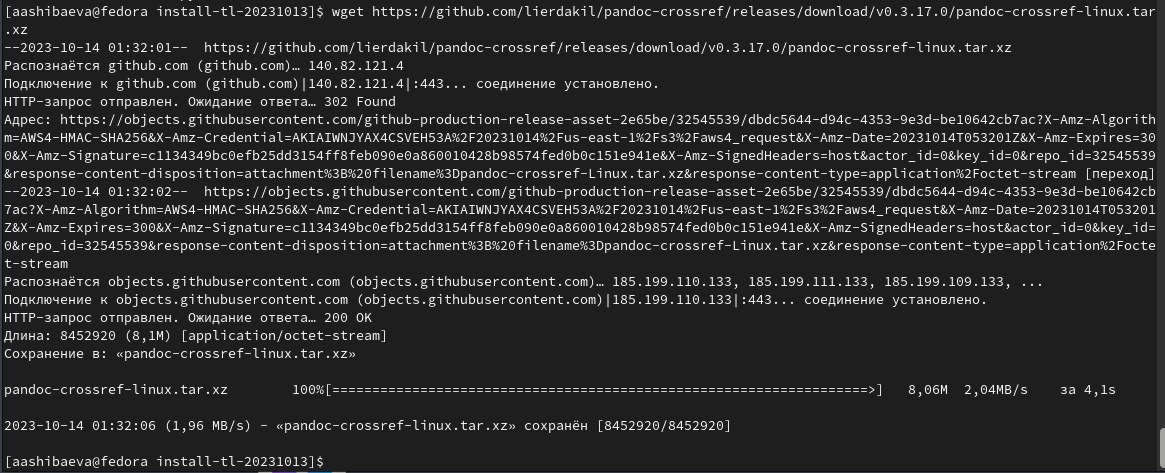 [aashibaeva@fedora install-tl-20231013]$ wget https://github.com/lierdakil/pandoc-crossref/releases/download/v0.3.17.0/pandoc-crossref-linux.tar
.xz
--2023-10-14 01:32:01--  https://github.com/lierdakil/pandoc-crossref/releases/download/v0.3.17.0/pandoc-crossref-linux.tar.xz
Распознаётся github.com (github.com)… 140.82.121.4
Подключение к github.com (github.com)|140.82.121.4|:443... соединение установлено.
HTTP-запрос отправлен. Ожидание ответа… 302 Found
Адрес: https://objects.githubusercontent.com/github-production-release-asset-2e65be/32545539/dbdc5644-d94c-4353-9e3d-be10642cb7ac?X-Amz-Algorith
m=AWS4-HMAC-SHA256&X-Amz-Credential=AKIAIWNJYAX4CSVEH53A%2F20231014%2Fus-east-1%2Fs3%2Faws4_request&X-Amz-Date=20231014T053201Z&X-Amz-Expires=30
0&X-Amz-Signature=c1134349bc0efb25dd3154ff8feb090e0a860010428b98574fed0b0c151e941e&X-Amz-SignedHeaders=host&actor_id=0&key_id=0&repo_id=32545539
&response-content-disposition=attachment%3B%20filename%3Dpandoc-crossref-Linux.tar.xz&response-content-type=application%2Foctet-stream [переход]
--2023-10-14 01:32:02--  https://objects.githubusercontent.com/github-production-release-asset-2e65be/32545539/dbdc5644-d94c-4353-9e3d-be10642cb
7ac?X-Amz-Algorithm=AWS4-HMAC-SHA256&X-Amz-Credential=AKIAIWNJYAX4CSVEH53A%2F20231014%2Fus-east-1%2Fs3%2Faws4_request&X-Amz-Date=20231014T053201
Z&X-Amz-Expires=300&X-Amz-Signature=c1134349bc0efb25dd3154ff8feb090e0a860010428b98574fed0b0c151e941e&X-Amz-SignedHeaders=host&actor_id=0&key_id=
0&repo_id=32545539&response-content-disposition=attachment%3B%20filename%3Dpandoc-crossref-Linux.tar.xz&response-content-type=application%2Focte
t-stream
Распознаётся objects.githubusercontent.com (objects.githubusercontent.com)… 185.199.110.133, 185.199.111.133, 185.199.109.133, ...
Подключение к objects.githubusercontent.com (objects.githubusercontent.com)|185.199.110.133|:443... соединение установлено.
HTTP-запрос отправлен. Ожидание ответа… 200 OK
Длина: 8452920 (8,1M) [application/octet-stream]
Сохранение в: «pandoc-crossref-linux.tar.xz»
pandoc-crossref-linux.tar.xz        100%[===================================================================>]   8,06M  2,04MB/s    за 4,1s
2023-10-14 01:32:06 (1,96 MB/s) - «pandoc-crossref-linux.tar.xz» сохранён [8452920/8452920]
[aashibaeva@fedora install-tl-20231013]$